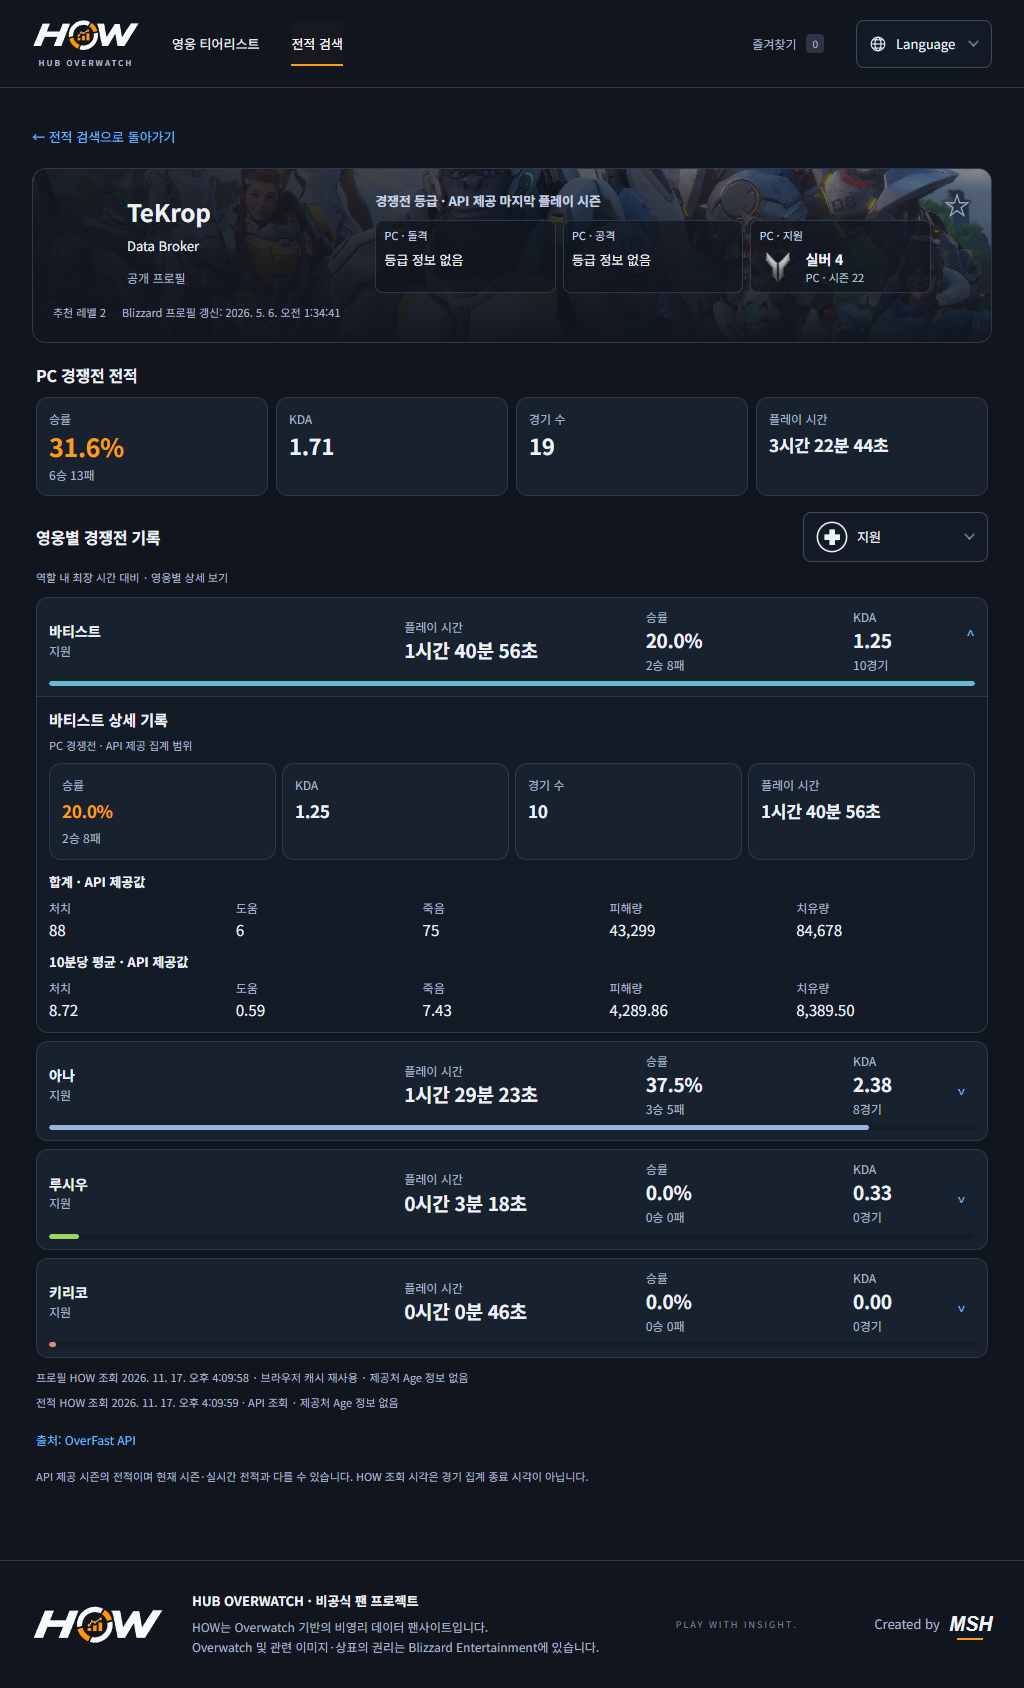 HOW
HUB OVERWATCH
영웅 티어리스트
전적 검색
즐겨찾기 0
Language
← 전적 검색으로 돌아가기
TeKrop
Data Broker
공개 프로필
추천 레벨 2 Blizzard 프로필 갱신: 2026. 5. 6. 오전 1:34:41
경쟁전 등급 · API 제공 마지막 플레이 시즌
PC · 돌격
등급 정보 없음
PC · 공격
등급 정보 없음
PC · 지원
실버 4
PC · 시즌 22
PC 경쟁전 전적
승률
31.6%
6승 13패
KDA
1.71
경기 수
19
플레이 시간
3시간 22분 44초
영웅별 경쟁전 기록
지원
역할 내 최장 시간 대비 · 영웅별 상세 보기
바티스트
지원
플레이 시간
1시간 40분 56초
승률
20.0%
2승 8패
KDA
1.25
10경기
바티스트 상세 기록
PC 경쟁전 · API 제공 집계 범위
승률
20.0%
2승 8패
KDA
1.25
경기 수
10
플레이 시간
1시간 40분 56초
합계 · API 제공값
처치 도움 죽음 피해량 치유량
88 6 75 43,299 84,678
10분당 평균 · API 제공값
처치 도움 죽음 피해량 치유량
8.72 0.59 7.43 4,289.86 8,389.50
아나
지원
플레이 시간
1시간 29분 23초
승률
37.5%
3승 5패
KDA
2.38
8경기
루시우
지원
플레이 시간
0시간 3분 18초
승률
0.0%
0승 0패
KDA
0.33
0경기
키리코
지원
플레이 시간
0시간 0분 46초
승률
0.0%
0승 0패
KDA
0.00
0경기
프로필 HOW 조회 2026. 11. 17. 오후 4:09:58 · 브라우저 캐시 재사용 · 제공처 Age 정보 없음
전적 HOW 조회 2026. 11. 17. 오후 4:09:59 · API 조회 · 제공처 Age 정보 없음
출처: OverFast API
API 제공 시즌의 전적이며 현재 시즌·실시간 전적과 다를 수 있습니다. HOW 조회 시각은 경기 집계 종료 시각이 아닙니다.
HOW
HUB OVERWATCH · 비공식 팬 프로젝트
HOW는 Overwatch 기반의 비영리 데이터 팬사이트입니다.
Overwatch 및 관련 이미지·상표의 권리는 Blizzard Entertainment에 있습니다.
PLAY WITH INSIGHT.
Created by MSH